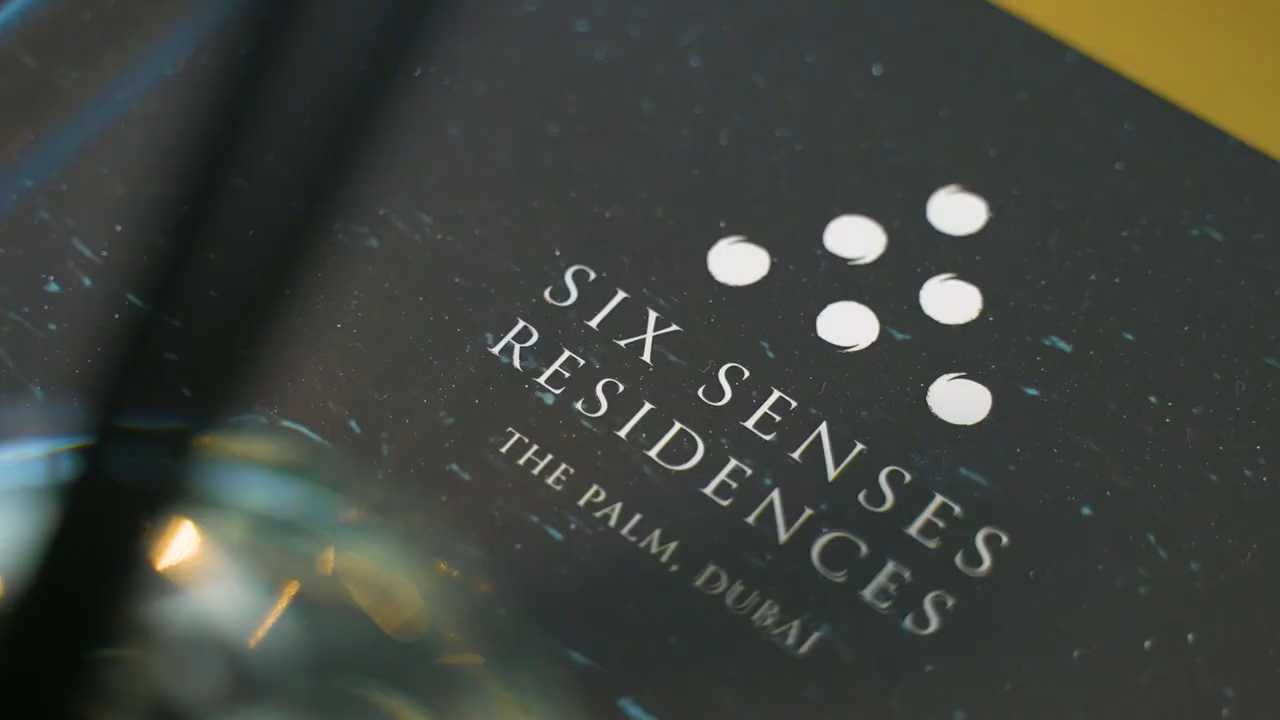 SIX SENSES
RESIDENCES
THE PALM, DUBAI